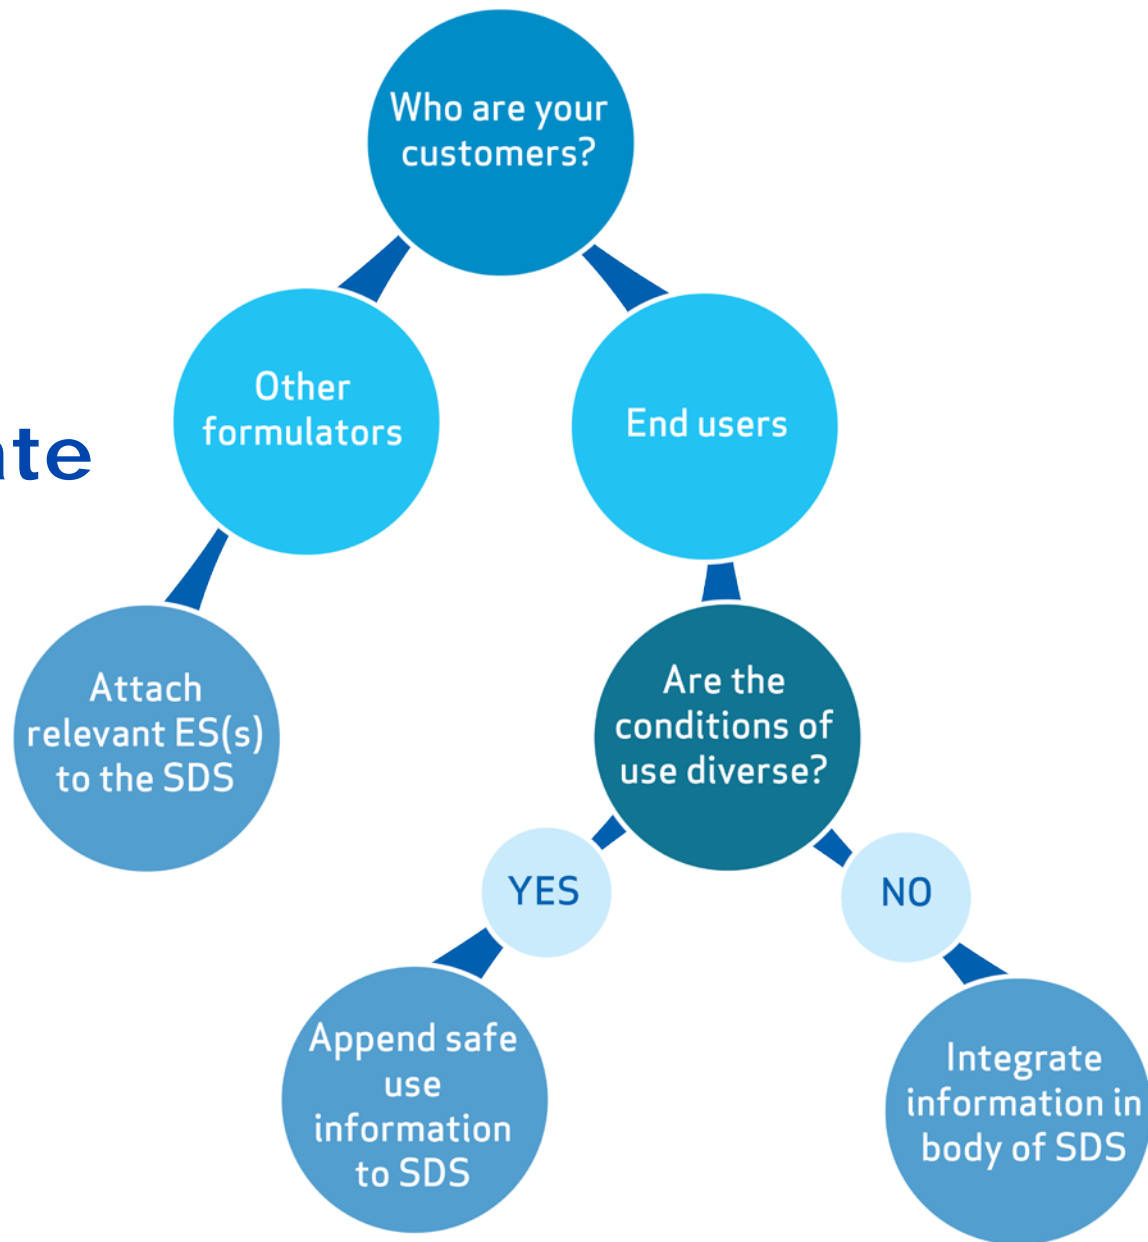 Who are your
customers?
Other
formulators
End users
ate
Attach
relevant ES(s)
to the SDS
Are the
conditions of
use diverse?
YES
NO
Append safe
use
information
to SDS
Integrate
information in
body of SDS